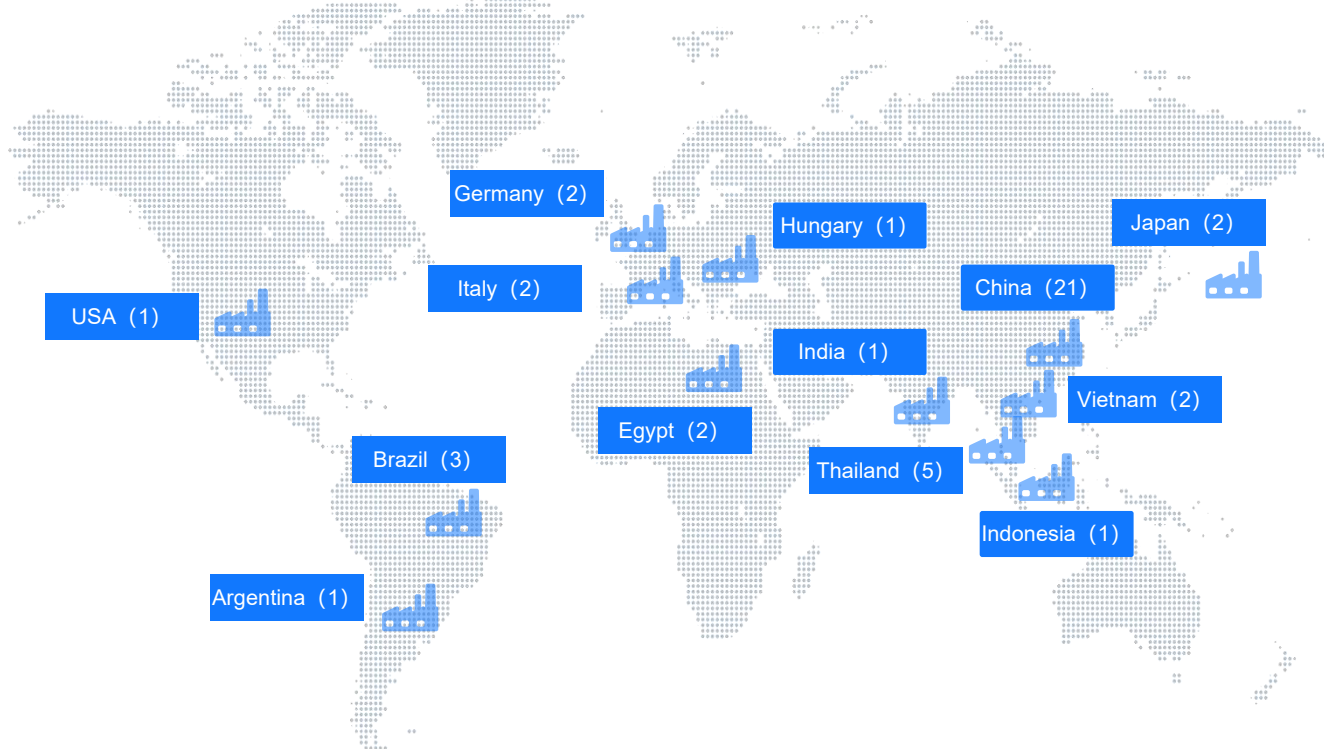 Germany（2）
Hungary（1）
Japan（2）
Italy（2）
China（21）
USA（1）
India（1）
Vietnam（2）
Egypt（2）
Brazil（3）
Thailand（5）
Indonesia（1）
Argentina（1）